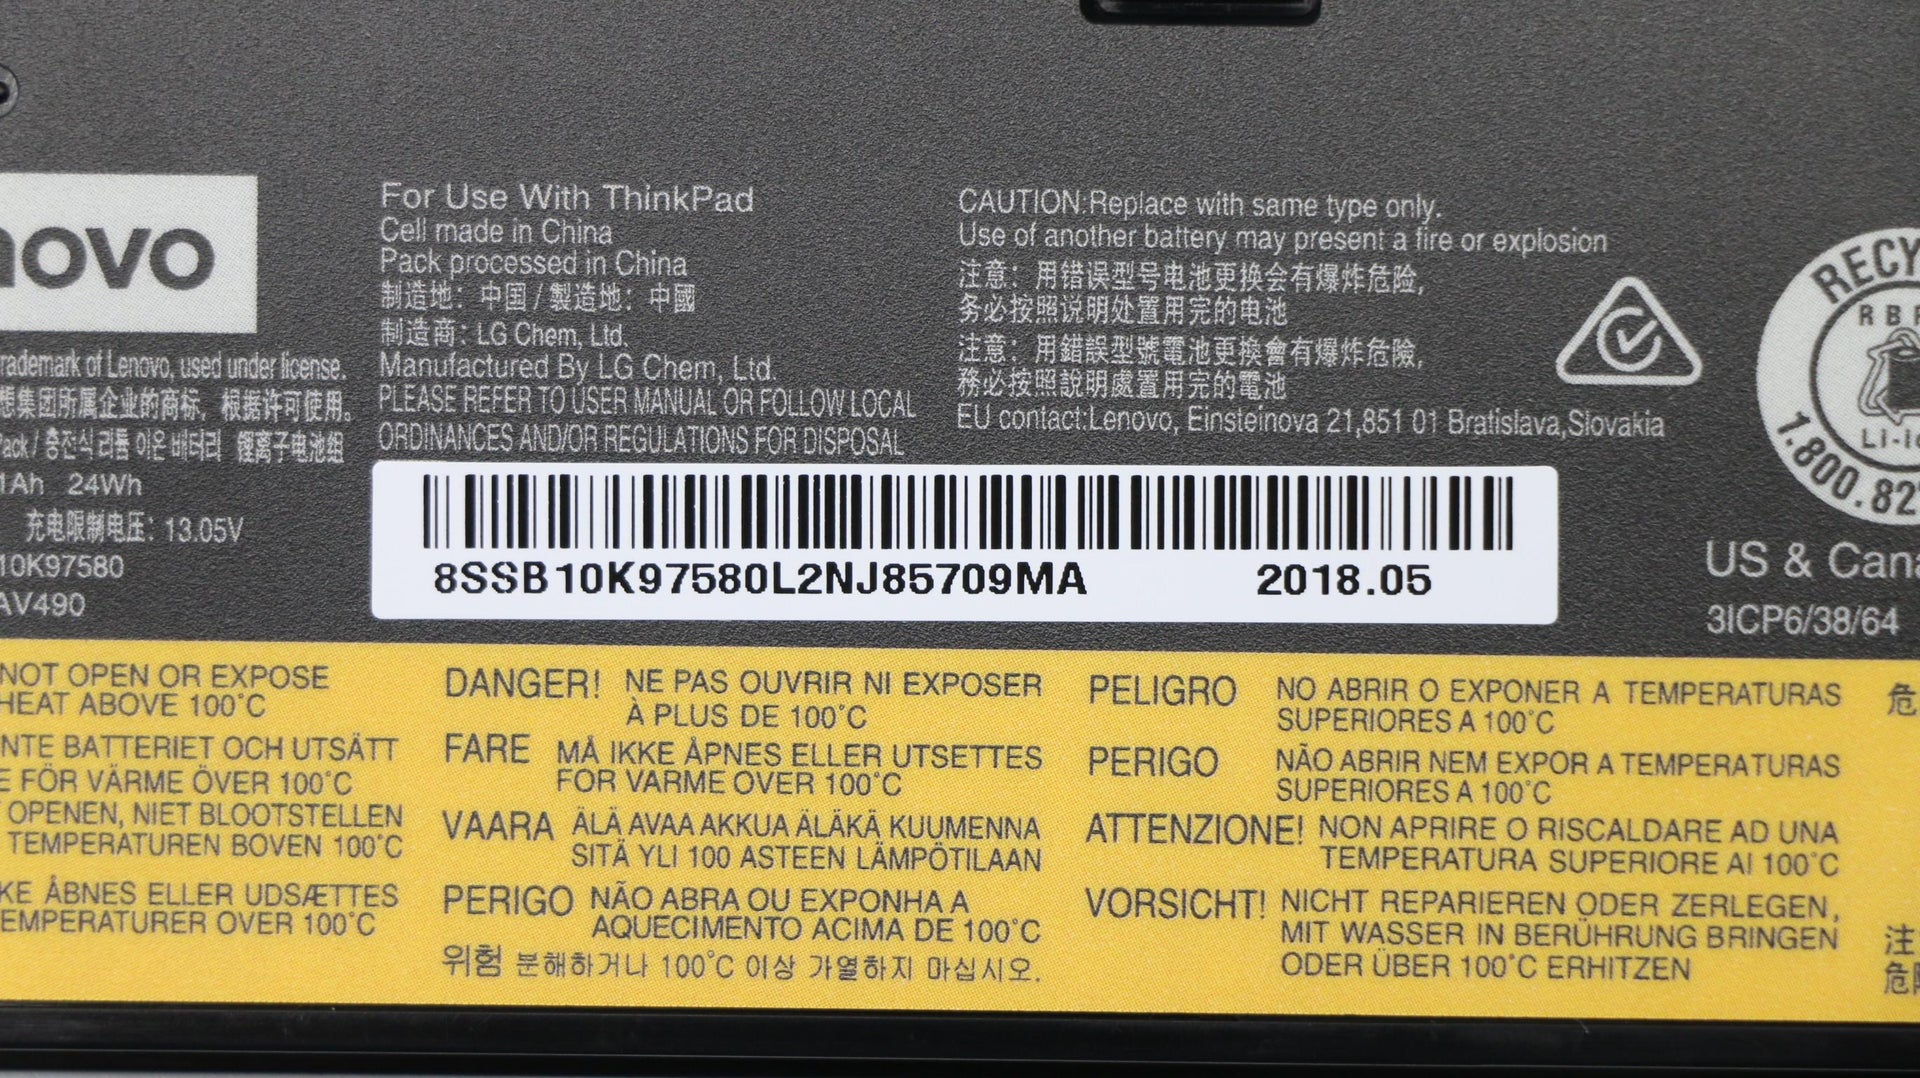 novo
rademark of Lenovo, used under license.
想集团所属企业的商标，根据许可使用。
Pack / 충전식 리튬 이온 배터리 锂离子电池组
1Ah 24Wh
充电限制电压：13.05V
10K97580
AV490
For Use With ThinkPad
Cell made in China
Pack processed in China
制造地：中国 / 製造地：中國
制造商：LG Chem, Ltd.
Manufactured By LG Chem, Ltd.
PLEASE REFER TO USER MANUAL OR FOLLOW LOCAL
ORDINANCES AND/OR REGULATIONS FOR DISPOSAL
CAUTION:Replace with same type only.
Use of another battery may present a fire or explosion
注意：用错误型号电池更换会有爆炸危险，
务必按照说明处置用完的电池
注意：用錯誤型號電池更換會有爆炸危險，
務必按照說明處置用完的電池
EU contact:Lenovo, Einsteinova 21,851 01 Bratislava,Slovakia
8SSB10K97580L2NJ85709MA 2018.05
RECY
RBR
Li-Io
1.800.82
US & Cana
3ICP6/38/64
NOT OPEN OR EXPOSE
HEAT ABOVE 100°C
NTE BATTERIET OCH UTSÄTT
E FÖR VÄRME ÖVER 100°C
OPENEN, NIET BLOOTSTELLEN
TEMPERATUREN BOVEN 100°C
KE ÅBNES ELLER UDSÆTTES
EMPERATURER OVER 100°C
DANGER! NE PAS OUVRIR NI EXPOSER
À PLUS DE 100°C
FARE MÅ IKKE ÅPNES ELLER UTSETTES
FOR VARME OVER 100°C
VAARA ÄLÄ AVAA AKKUA ÄLÄKÄ KUUMENNA
SITÄ YLI 100 ASTEEN LÄMPÖTILAAN
PERIGO NÃO ABRA OU EXPONHA A
AQUECIMENTO ACIMA DE 100°C
위험 분해하거나 100°C 이상 가열하지 마십시오.
PELIGRO NO ABRIR O EXPONER A TEMPERATURAS
SUPERIORES A 100°C
PERIGO NÃO ABRIR NEM EXPOR A TEMPERATURAS
SUPERIORES A 100°C
ATTENZIONE! NON APRIRE O RISCALDARE AD UNA
TEMPERATURA SUPERIORE AI 100°C
VORSICHT! NICHT REPARIEREN ODER ZERLEGEN,
MIT WASSER IN BERÜHRUNG BRINGEN
ODER ÜBER 100°C ERHITZEN
危
注
危険